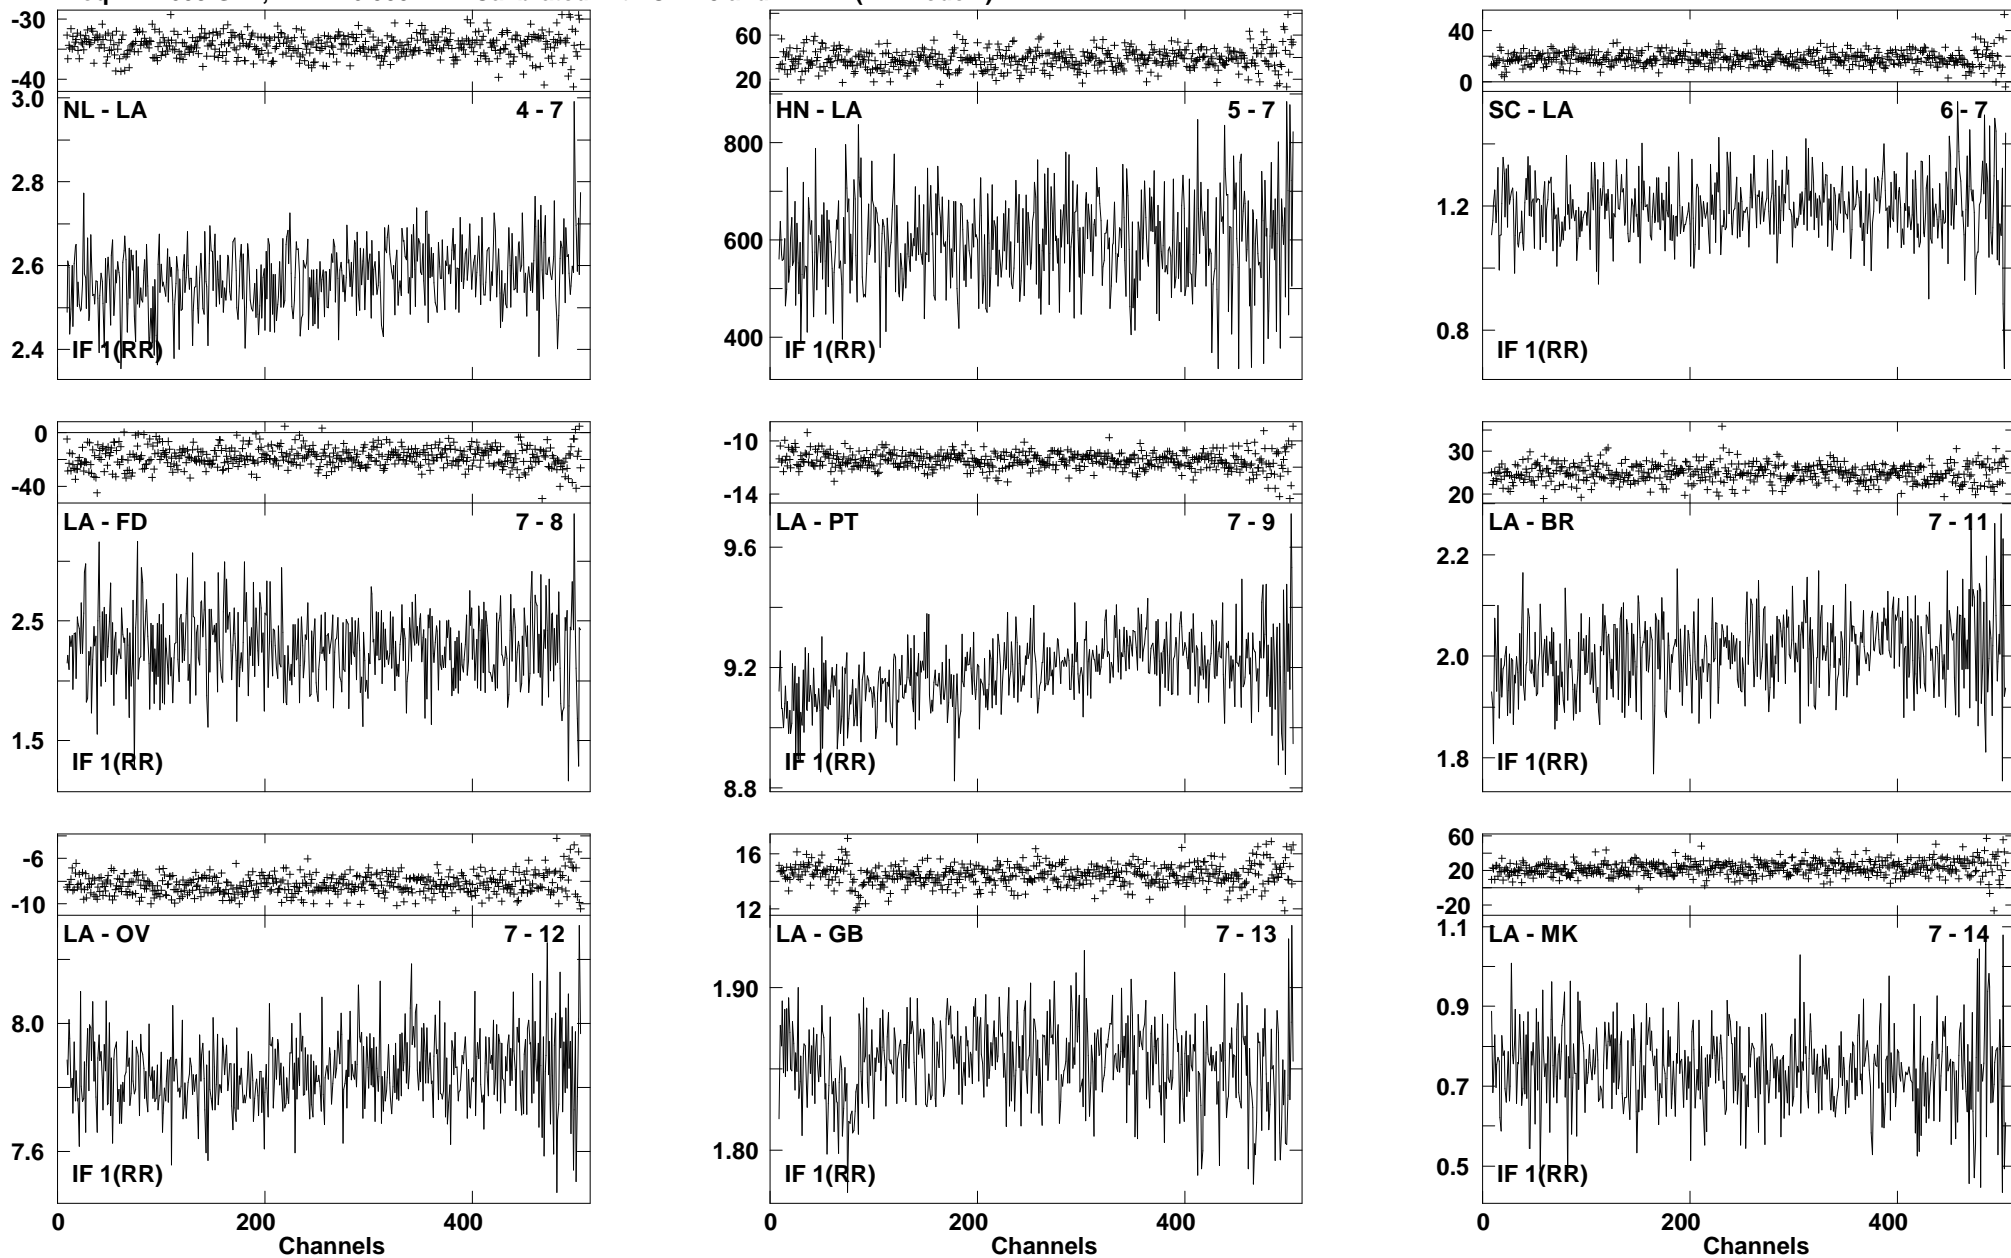 -30
-40
3.0
2.8
2.6
2.4
NL - LA 4 - 7
IF 1(RR)
60
20
800
600
400
HN - LA 5 - 7
IF 1(RR)
40
0
1.2
0.8
SC - LA 6 - 7
IF 1(RR)
0
-40
2.5
1.5
LA - FD 7 - 8
IF 1(RR)
-10
-14
9.6
9.2
8.8
LA - PT 7 - 9
IF 1(RR)
30
20
2.2
2.0
1.8
LA - BR 7 - 11
IF 1(RR)
-6
-10
8.0
7.6
LA - OV 7 - 12
IF 1(RR)
0 200 400
Channels
16
12
1.90
1.80
LA - GB 7 - 13
IF 1(RR)
0 200 400
Channels
60
20
-20
1.1
0.9
0.7
0.5
LA - MK 7 - 14
IF 1(RR)
0 200 400
Channels